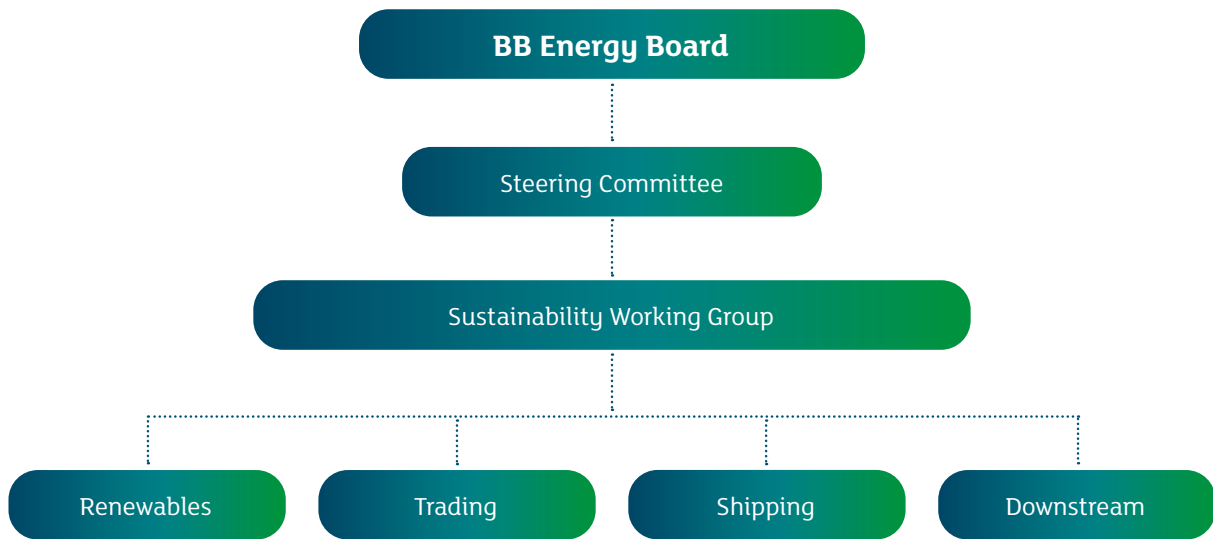 BB Energy Board
Steering Committee
Sustainability Working Group
Renewables
Trading
Shipping
Downstream